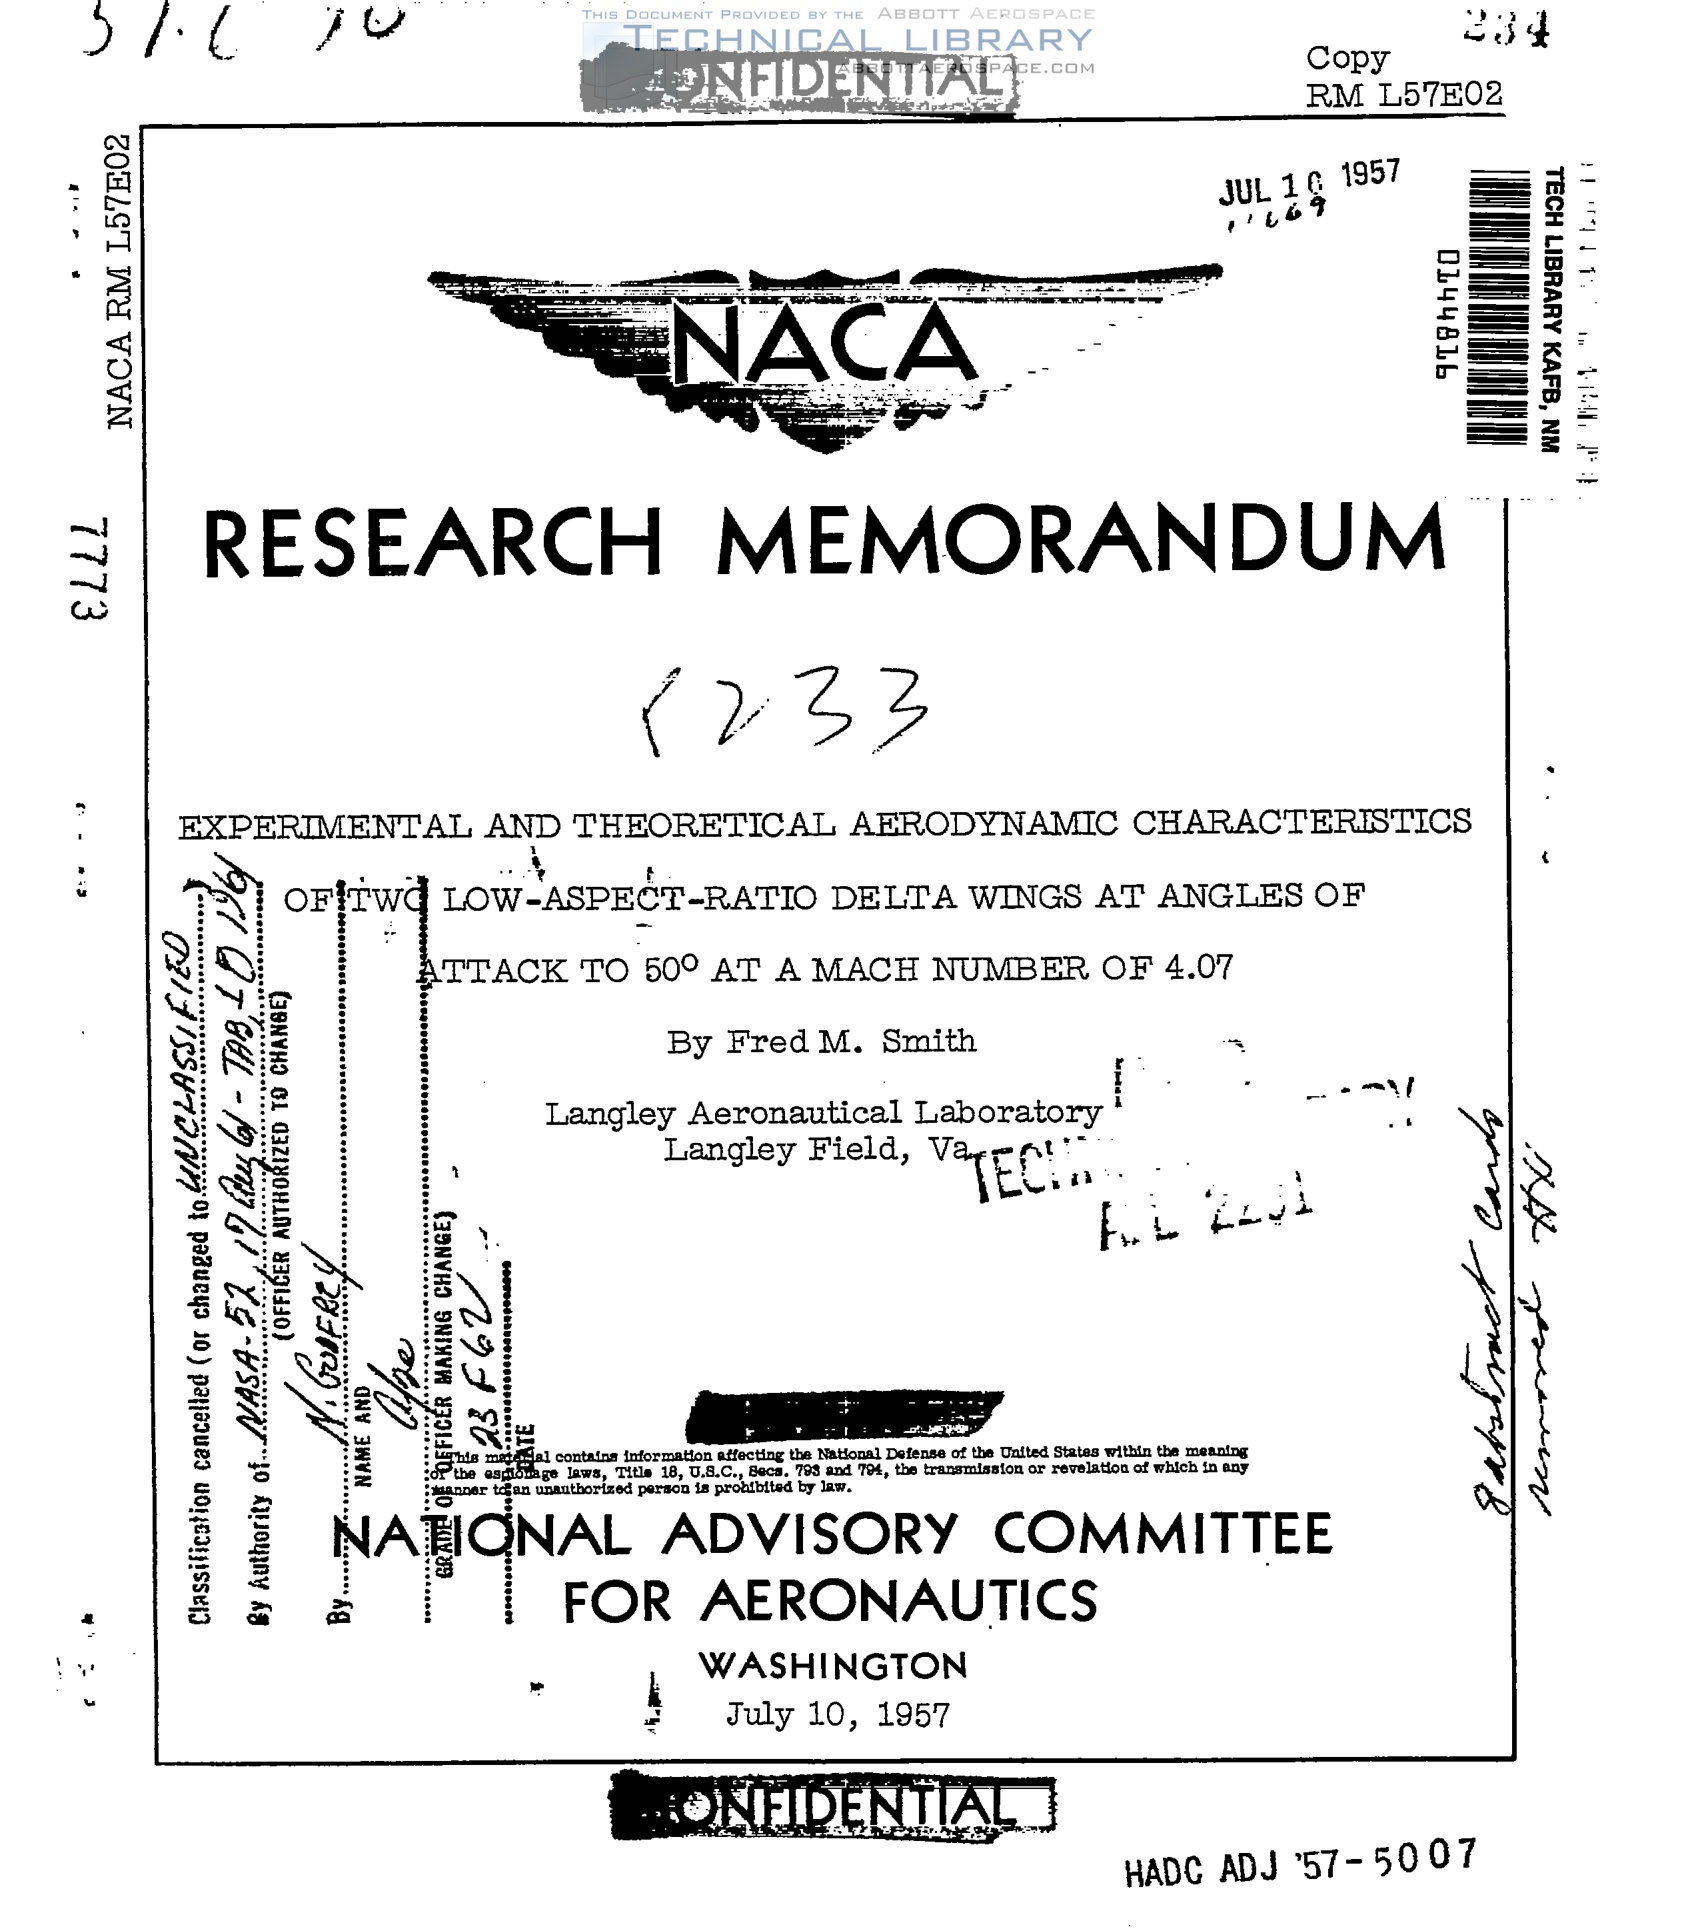 THIS DOCUMENT PROVIDED BY THE ABBOTT AEROSPACE
TECHNICAL LIBRARY
ABBOTTAEROSPACE.COM
CONFIDENTIAL
234
Copy
RM L57E02
NACA RM L57E02
7773
JUL 10 1957
TECH LIBRARY KAFB, NM
0144816
NACA
RESEARCH MEMORANDUM
233
EXPERIMENTAL AND THEORETICAL AERODYNAMIC CHARACTERISTICS
OF TWO LOW-ASPECT-RATIO DELTA WINGS AT ANGLES OF
ATTACK TO 50° AT A MACH NUMBER OF 4.07
By Fred M. Smith
Langley Aeronautical Laboratory
Langley Field, Va.
Classification cancelled (or changed to UNCLASSIFIED)
By Authority of NASA-52
(OFFICER AUTHORIZED TO CHANGE)
By N. GODFREY
NAME AND
GRADE OF OFFICER MAKING CHANGE)
23 F 62
DATE
abstract cards
This material contains information affecting the National Defense of the United States within the meaning
of the espionage laws, Title 18, U.S.C., Secs. 793 and 794, the transmission or revelation of which in any
manner to an unauthorized person is prohibited by law.
NATIONAL ADVISORY COMMITTEE
FOR AERONAUTICS
WASHINGTON
July 10, 1957
CONFIDENTIAL
HADC ADJ '57-5007